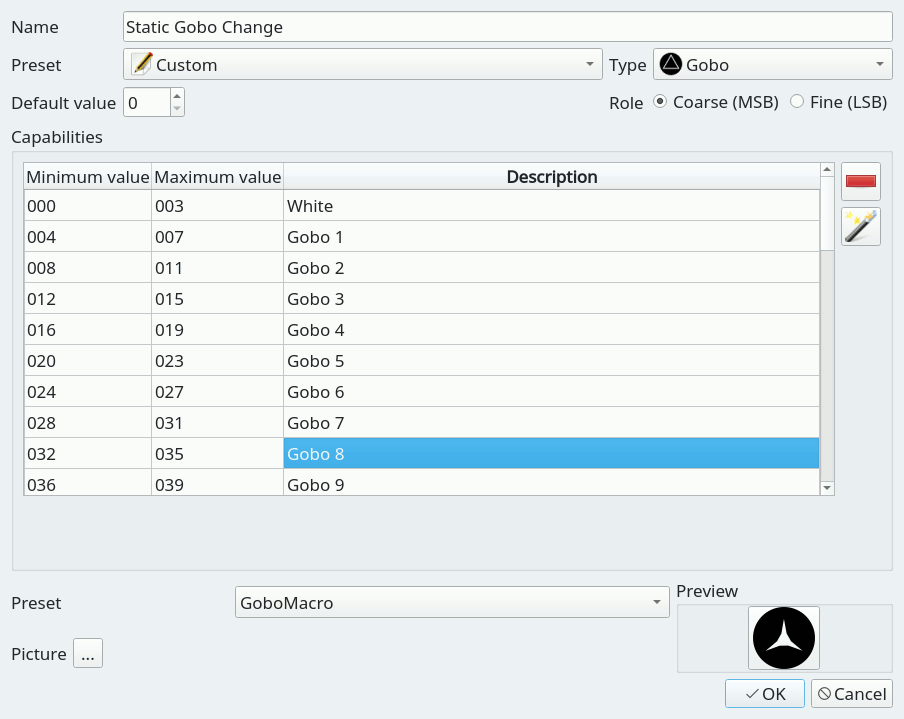 Name Static Gobo Change
Preset Custom Type Gobo
Default value 0 Role Coarse (MSB) Fine (LSB)
Capabilities
Minimum value Maximum value Description
000 003 White
004 007 Gobo 1
008 011 Gobo 2
012 015 Gobo 3
016 019 Gobo 4
020 023 Gobo 5
024 027 Gobo 6
028 031 Gobo 7
032 035 Gobo 8
036 039 Gobo 9
Preset GoboMacro Preview
Picture ...
OK Cancel